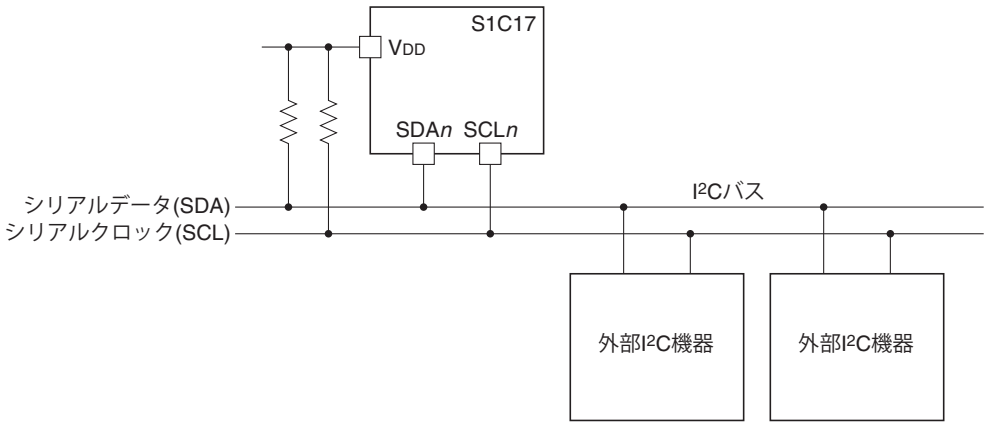 S1C17
VDD
SDAn SCLn
I²Cバス
シリアルデータ(SDA)
シリアルクロック(SCL)
外部I²C機器
外部I²C機器